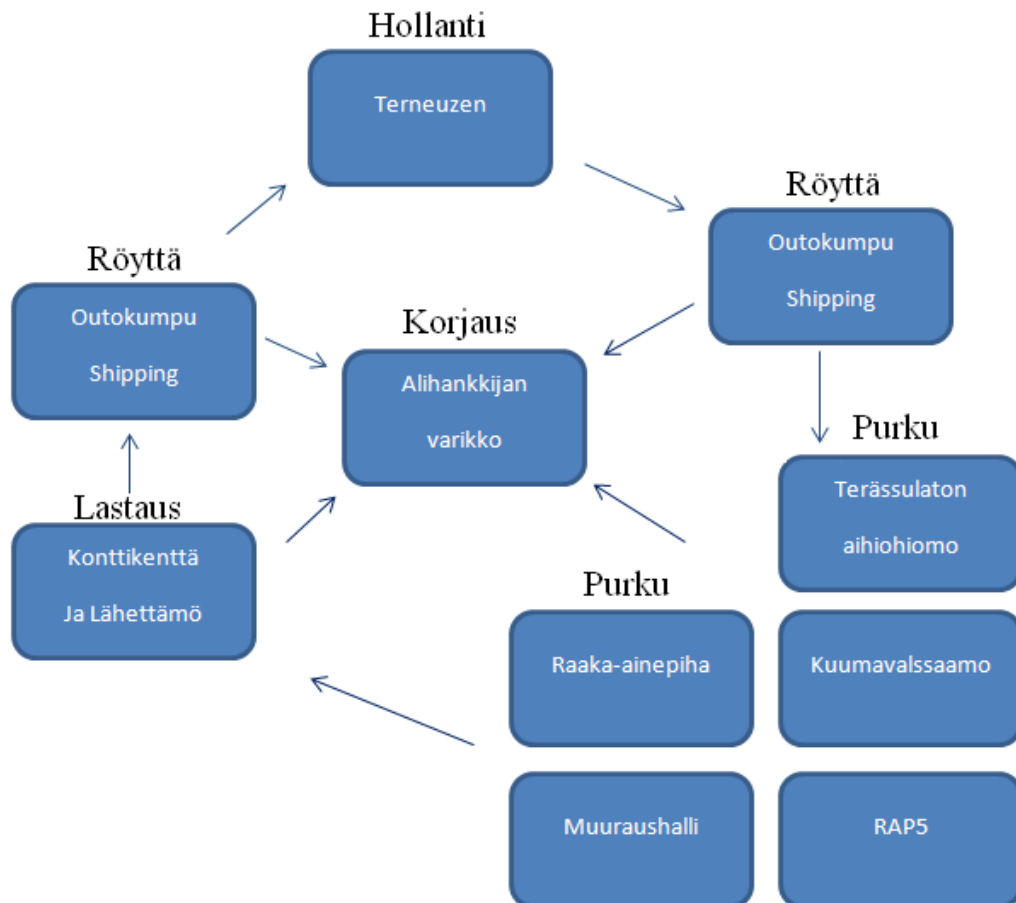 Hollanti
Terneuzen
Röyttä
Outokumpu
Shipping
Röyttä
Outokumpu
Shipping
Korjaus
Alihankkijan
varikko
Purku
Terässulaton
aihiohiomo
Lastaus
Konttikenttä
Ja Lähettämö
Purku
Raaka-ainepiha
Kuumavalssaamo
Muuraushalli
RAP5